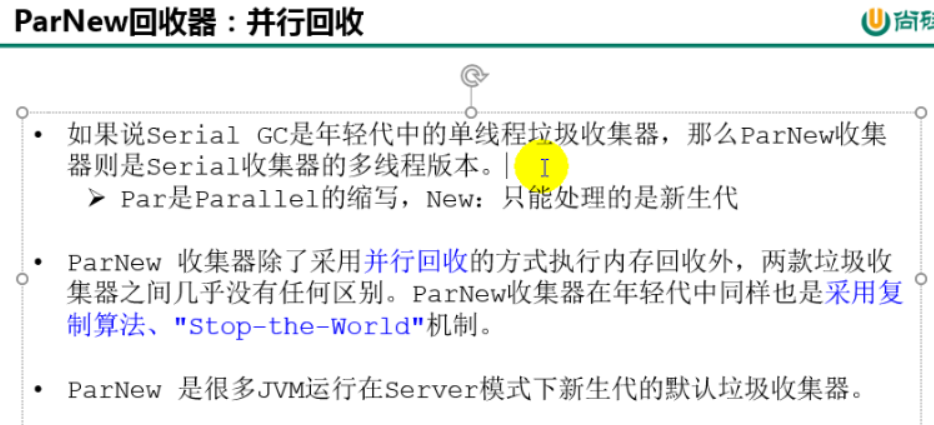 ParNew回收器：并行回收
尚硅
• 如果说Serial GC是年轻代中的单线程垃圾收集器，那么ParNew收集
器则是Serial收集器的多线程版本。
➢ Par是Parallel的缩写，New：只能处理的是新生代
• ParNew 收集器除了采用并行回收的方式执行内存回收外，两款垃圾收
集器之间几乎没有任何区别。ParNew收集器在年轻代中同样也是采用复
制算法、"Stop-the-World"机制。
• ParNew 是很多JVM运行在Server模式下新生代的默认垃圾收集器。